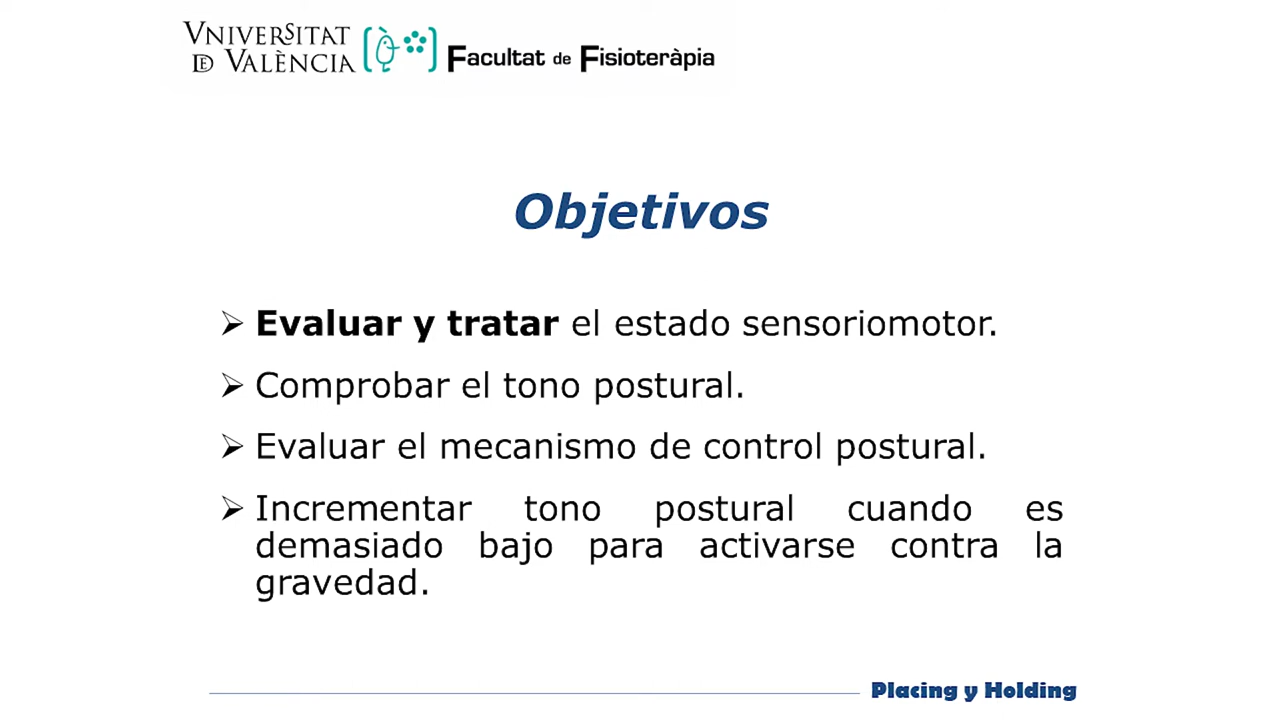 VNIVERSITAT
DE VALÈNCIA
Facultat de Fisioteràpia
Objetivos
Evaluar y tratar el estado sensoriomotor.
Comprobar el tono postural.
Evaluar el mecanismo de control postural.
Incrementar tono postural cuando es
demasiado bajo para activarse contra la
gravedad.
Placing y Holding